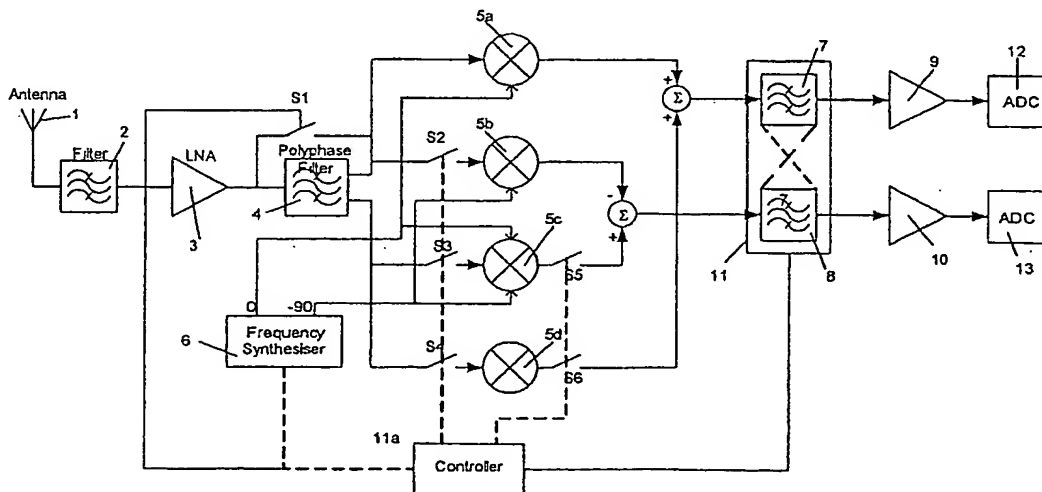 5a
7
9
12
ADC
Antenna
1
S1
+
Σ
+
Filter
2
LNA
Polyphase
Filter
S2
5b
3
4
-
Σ
+
7
S3
5c
S5
11
8
10
ADC
13
0
-90
6
Frequency
Synthesiser
S4
5d
S6
11a
Controller